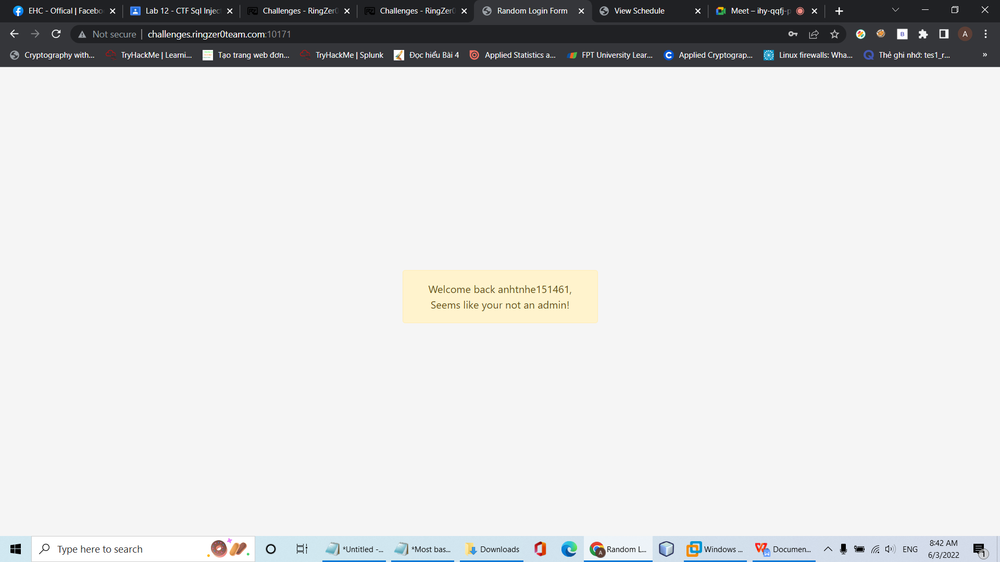 EHC - Offical | Facebo
Lab 12 - CTF Sql Inject
Challenges - RingZer0
Challenges - RingZer0
Random Login Form
View Schedule
Meet – ihy-qqfj-p
Not secure
challenges.ringzer0team.com:10171
B
A
Cryptography with...
TryHackMe | Learni...
Tạo trang web đơn...
TryHackMe | Splunk
Đọc hiểu Bài 4
Applied Statistics a...
FPT University Lear...
Applied Cryptograp...
Linux firewalls: Wha...
Thẻ ghi nhớ: tes1_r...
»
Welcome back anhtnhe151461,
Seems like your not an admin!
Type here to search
*Untitled -...
*Most bas...
Downloads
Random L...
Windows ...
Documen...
ENG
8:42 AM
6/3/2022
1